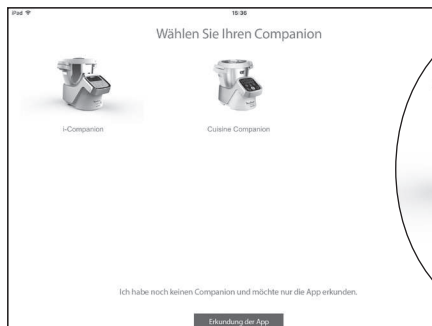 iPad 15:36
Wählen Sie Ihren Companion
i-Companion Cuisine Companion
Ich habe noch keinen Companion und möchte nur die App erkunden.
Erkundung der App